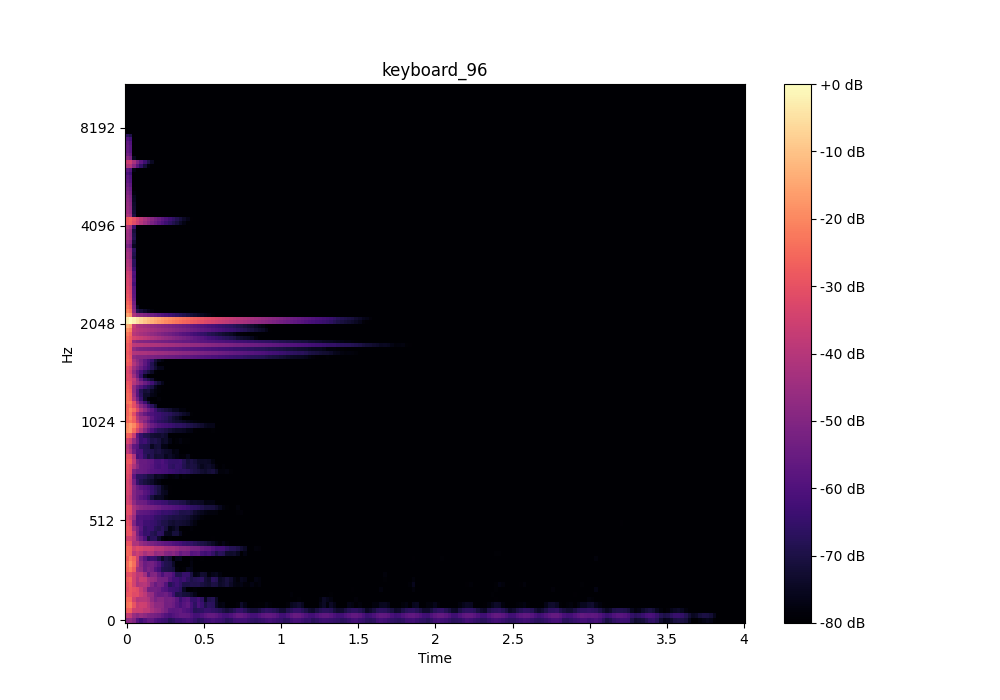 keyboard_96
+0 dB
8192
-10 dB
-20 dB
4096
-30 dB
2048
-40 dB
Hz
1024
-50 dB
-60 dB
512
-70 dB
0
-80 dB
0 0.5 1 1.5 2 2.5 3 3.5 4
Time